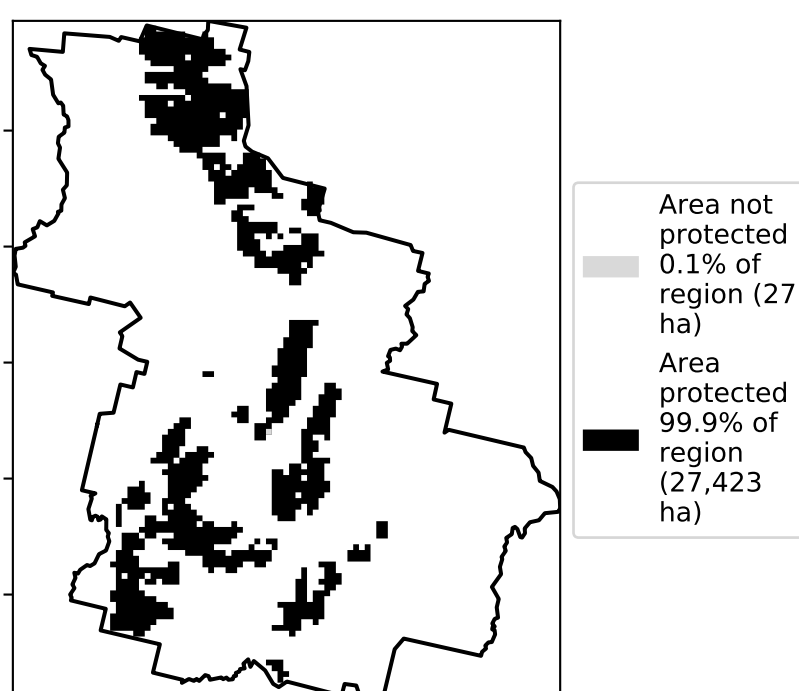 Area not
protected
0.1% of
region (27
ha)
Area
protected
99.9% of
region
(27,423
ha)